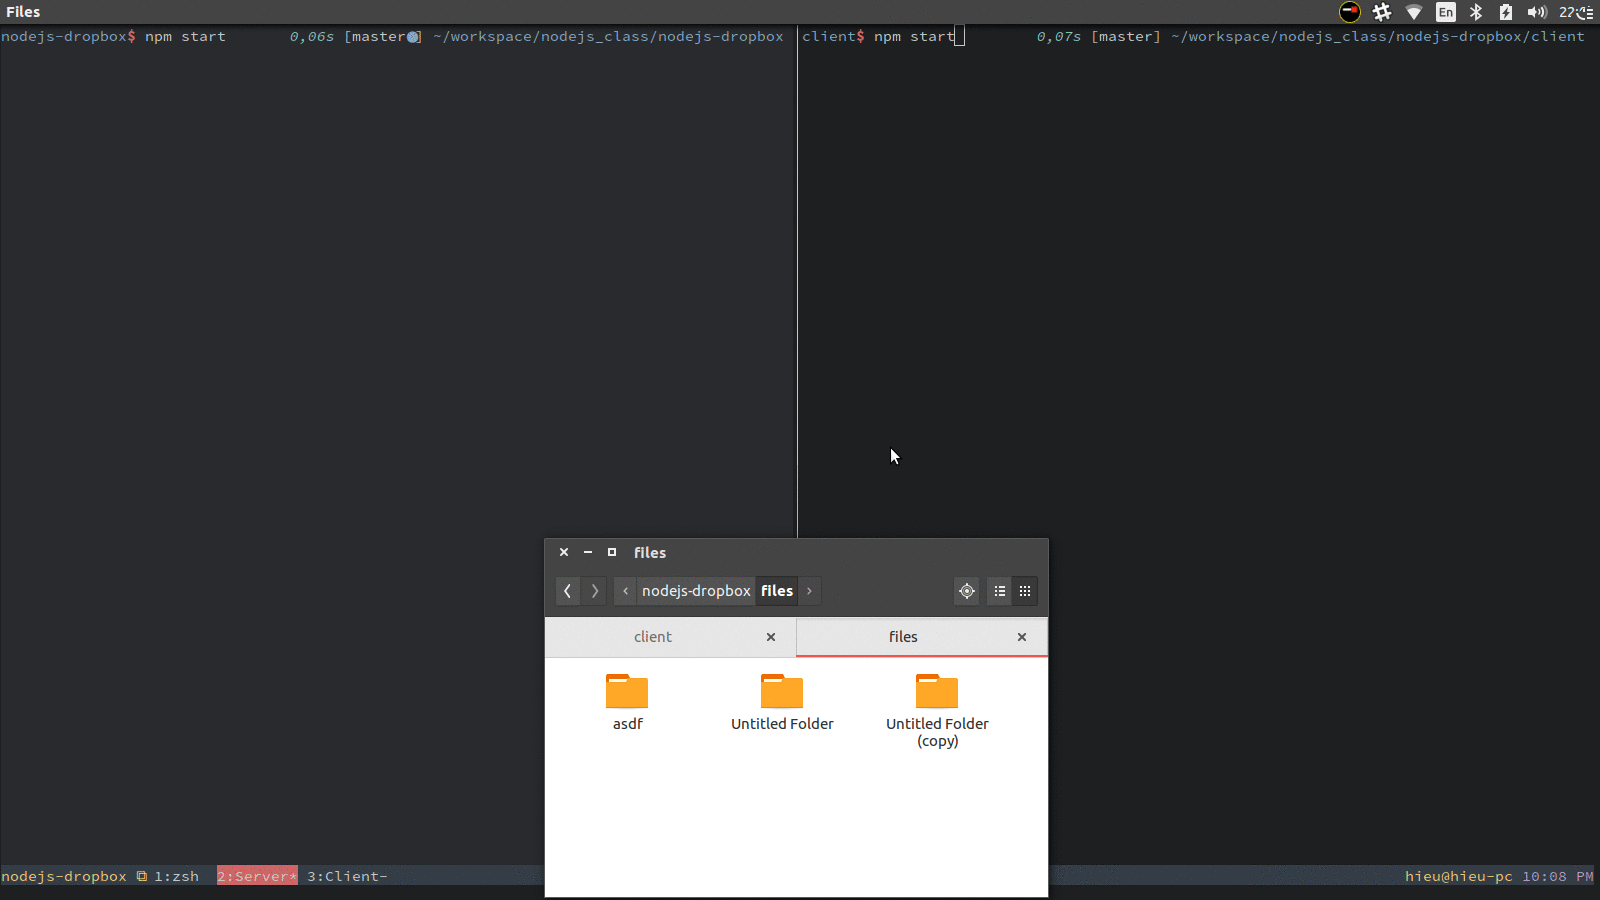 Files
En
nodejs-dropbox$ npm start 0,06s [master●] ~/workspace/nodejs_class/nodejs-dropbox
client$ npm start 0,07s [master] ~/workspace/nodejs_class/nodejs-dropbox/client
files
nodejs-dropbox files
client
files
asdf
Untitled Folder
Untitled Folder
(copy)
nodejs-dropbox 1:zsh 2:Server* 3:Client-
hieu@hieu-pc 10:08 PM